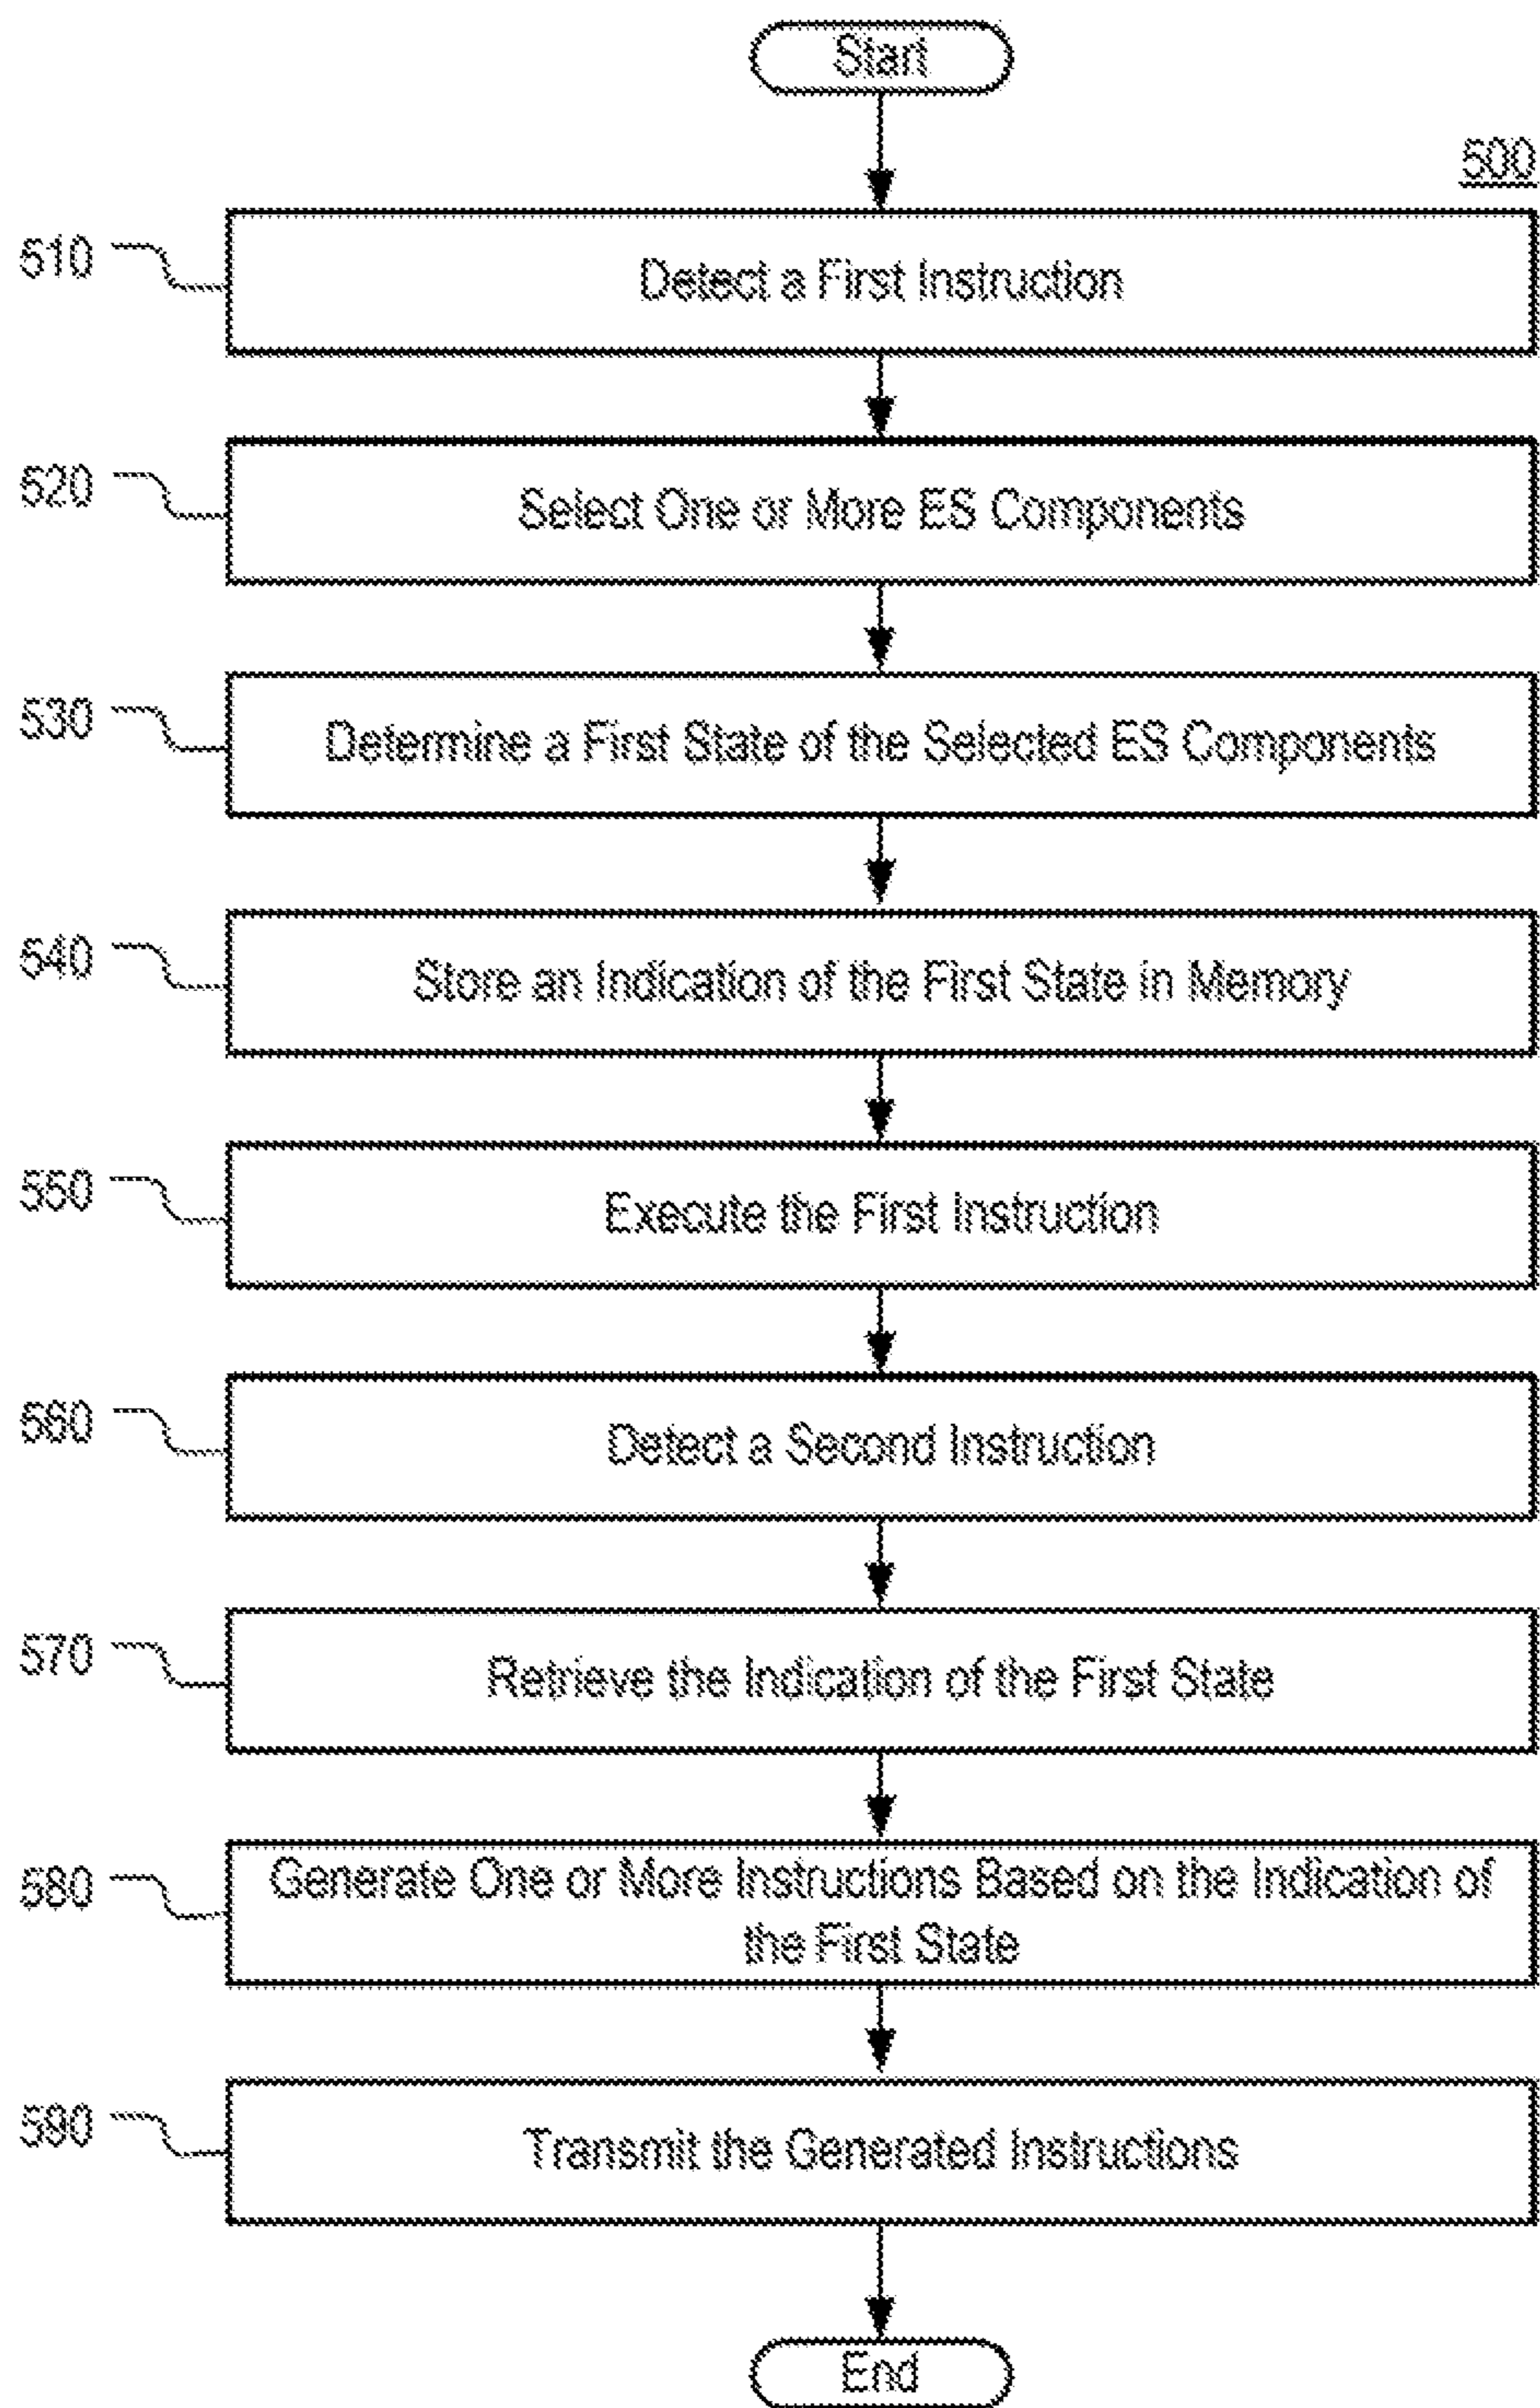 Start
500
510
Detect a First Instruction
520
Select One or More ES Components
530
Determine a First State of the Selected ES Components
540
Store an Indication of the First State in Memory
550
Execute the First Instruction
560
Detect a Second Instruction
570
Retrieve the Indication of the First State
580
Generate One or More Instructions Based on the Indication of
the First State
590
Transmit the Generated Instructions
End